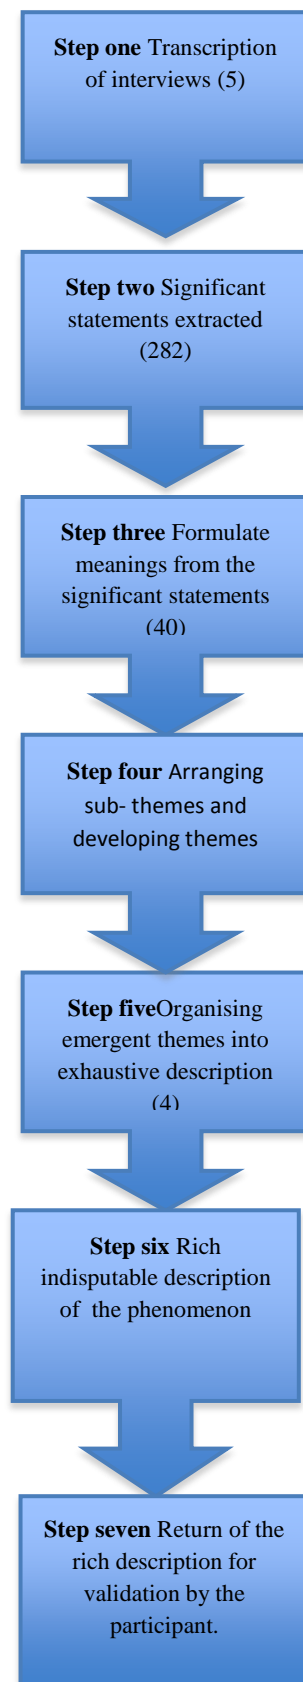 Step one Transcription
of interviews (5)
Step two Significant
statements extracted
(282)
Step three Formulate
meanings from the
significant statements
(40)
Step four Arranging
sub- themes and
developing themes
Step fiveOrganising
emergent themes into
exhaustive description
(4)
Step six Rich
indisputable description
of the phenomenon
Step seven Return of the
rich description for
validation by the
participant.